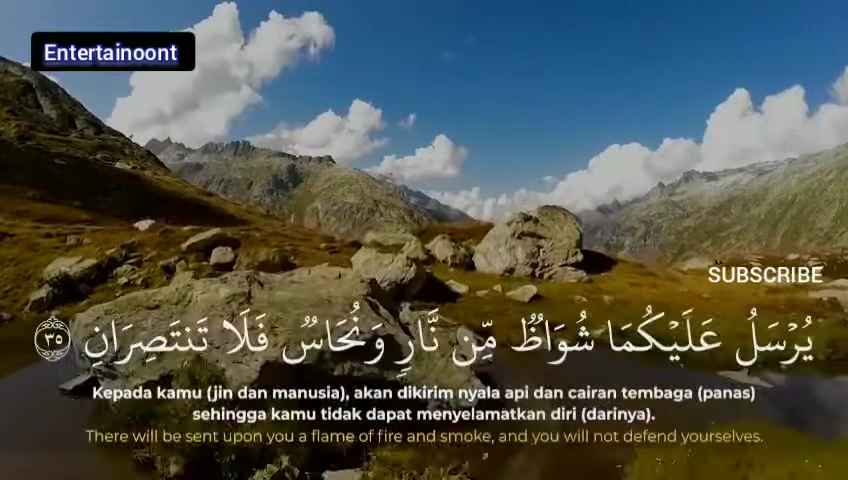 Entertainoont
SUBSCRIBE
يُرْسَلُ عَلَيْكُمَا شُوَاظٌ مِّن نَّارٍ وَنُحَاسٌ فَلَا تَنتَصِرَانِ ٣٥
Kepada kamu (jin dan manusia), akan dikirim nyala api dan cairan tembaga (panas)
sehingga kamu tidak dapat menyelamatkan diri (darinya).
There will be sent upon you a flame of fire and smoke, and you will not defend yourselves.